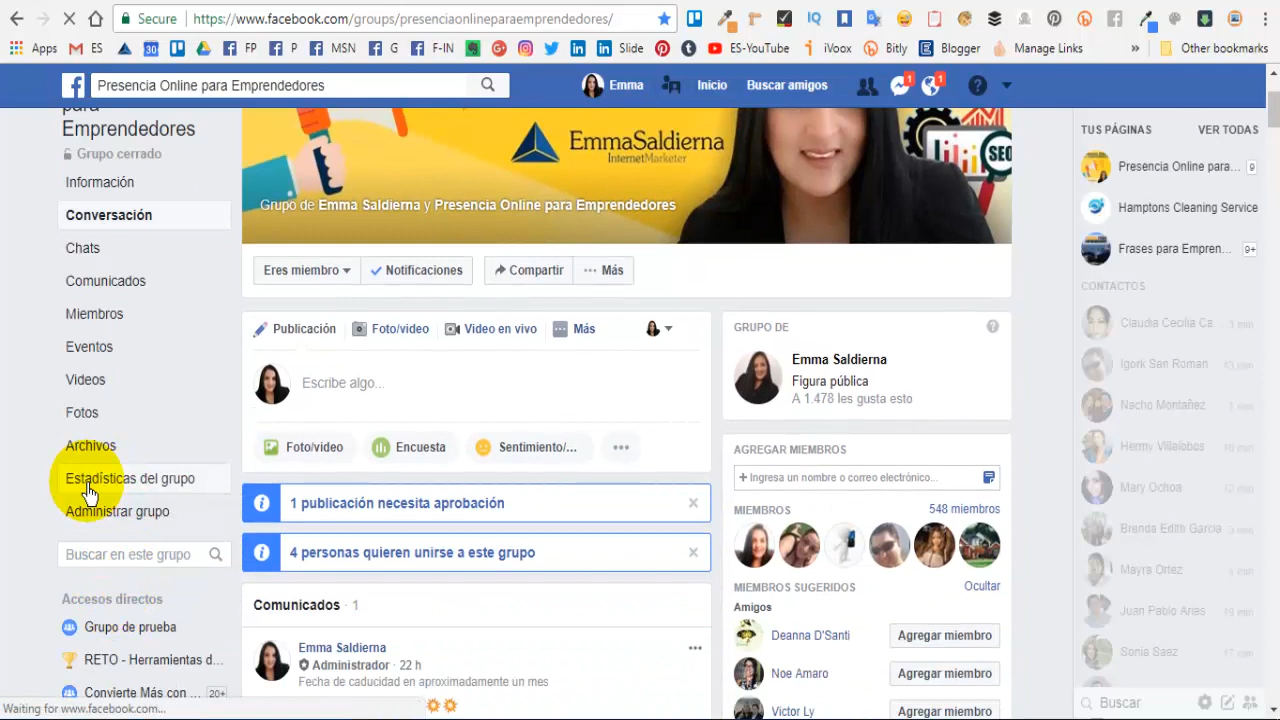 Secure https://www.facebook.com/groups/presenciaonlineparaemprendedores/
Apps ES FP P MSN G F-IN Slide ES-YouTube iVoox Bitly Blogger Manage Links » Other bookmarks
Presencia Online para Emprendedores Emma Inicio Buscar amigos 1 1
para
Emprendedores
Grupo cerrado
Información
Conversación
Chats
Comunicados
Miembros
Eventos
Videos
Fotos
Archivos
Estadísticas del grupo
Administrar grupo
Buscar en este grupo
Accesos directos
Grupo de prueba
RETO - Herramientas d...
Convierte Más con ... 20+
Waiting for www.facebook.com...
EmmaSaldierna
InternetMarketer
SEO
Grupo de Emma Saldierna y Presencia Online para Emprendedores
Eres miembro Notificaciones Compartir Más
Publicación Foto/video Video en vivo Más
Escribe algo...
Foto/video Encuesta Sentimiento/...
1 publicación necesita aprobación
4 personas quieren unirse a este grupo
Comunicados · 1
Emma Saldierna
Administrador · 22 h
Fecha de caducidad en aproximadamente un mes
GRUPO DE
Emma Saldierna
Figura pública
A 1.478 les gusta esto
AGREGAR MIEMBROS
+ Ingresa un nombre o correo electrónico...
MIEMBROS 548 miembros
MIEMBROS SUGERIDOS Ocultar
Amigos
Deanna D'Santi Agregar miembro
Noe Amaro Agregar miembro
Victor Ly Agregar miembro
TUS PÁGINAS VER TODAS
Presencia Online para... 9
Hamptons Cleaning Service
Frases para Empren... 9+
CONTACTOS
Claudia Cecilia Ca... 3 min
Igork San Roman 13 min
Nacho Montañez
Hermy Villalobos
Mary Ochoa
Brenda Edith Garcia
Mayra Ortez
Juan Pablo Arias
Sonia Saez
Buscar